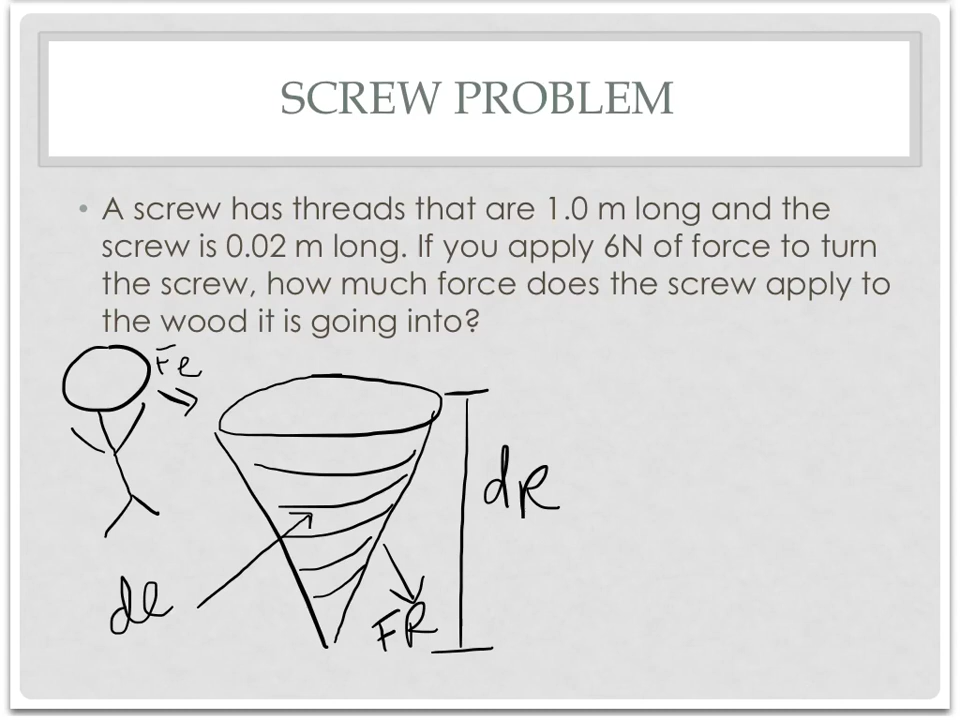 SCREW PROBLEM
• A screw has threads that are 1.0 m long and the
screw is 0.02 m long. If you apply 6N of force to turn
the screw, how much force does the screw apply to
the wood it is going into?
Fe
dR
de
FR